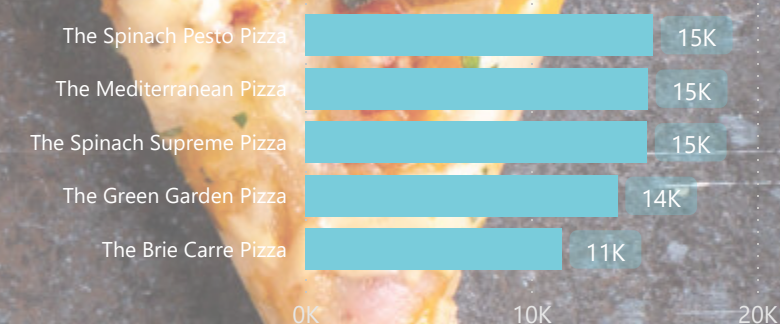 The Spinach Pesto Pizza 15K
The Mediterranean Pizza 15K
The Spinach Supreme Pizza 15K
The Green Garden Pizza 14K
The Brie Carre Pizza 11K
0K 10K 20K